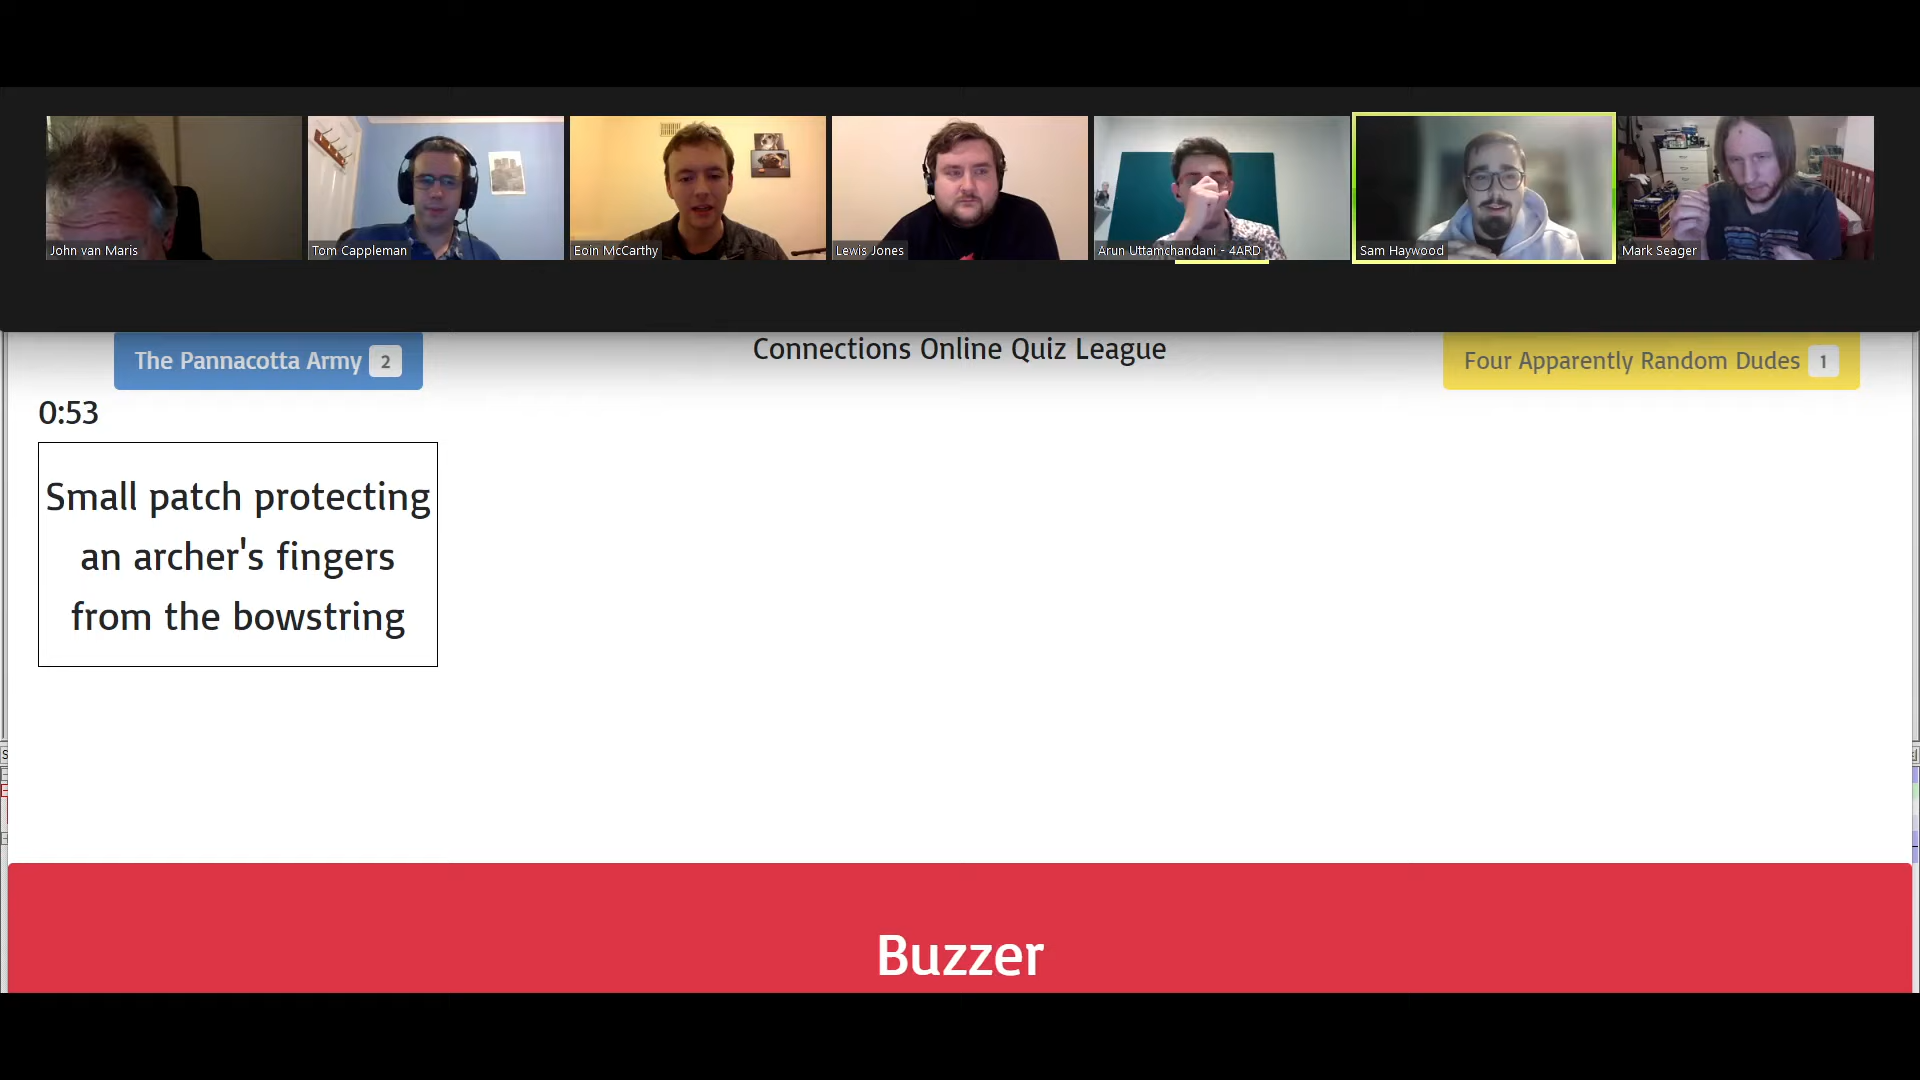 John van Maris
Tom Cappleman
Eoin McCarthy
Lewis Jones
Arun Uttamchandani - 4ARD
Sam Haywood
Mark Seager
The Pannacotta Army 2
Connections Online Quiz League
Four Apparently Random Dudes 1
0:53
Small patch protecting
an archer's fingers
from the bowstring
Buzzer